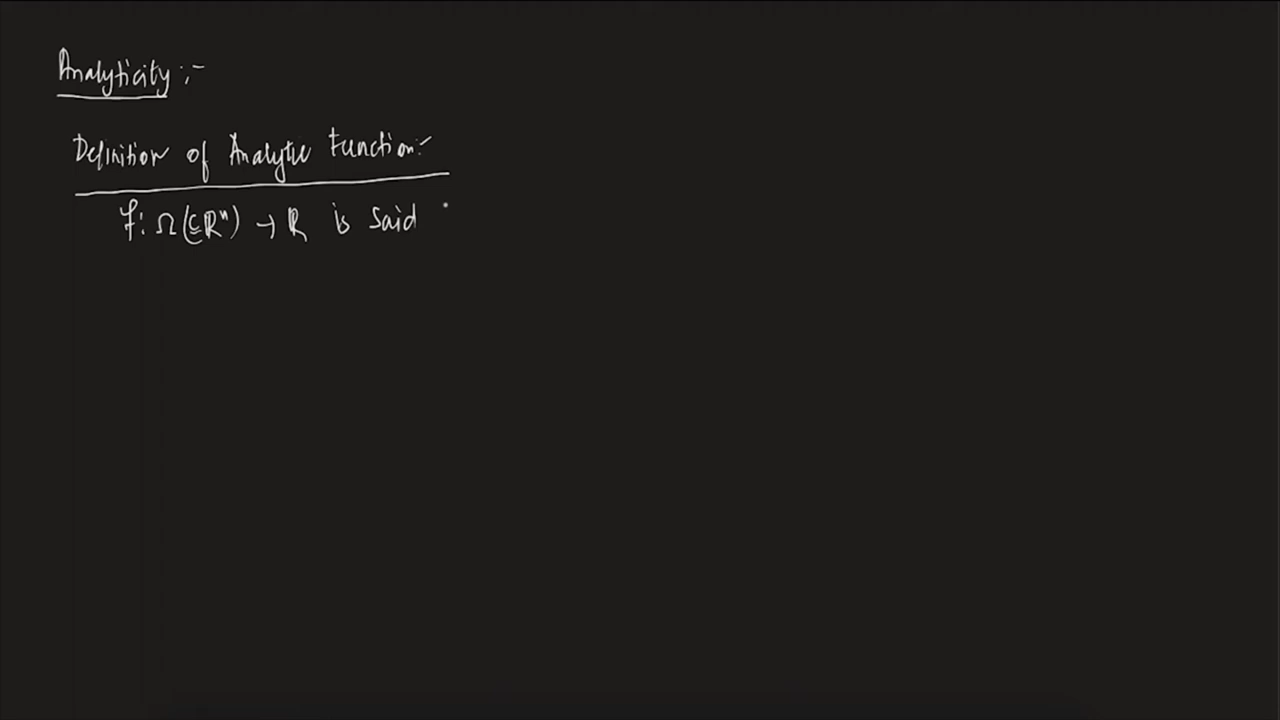 Analyticity :-
Definition of Analytic Function:-
f: Ω(⊆ℝⁿ) → ℝ is said